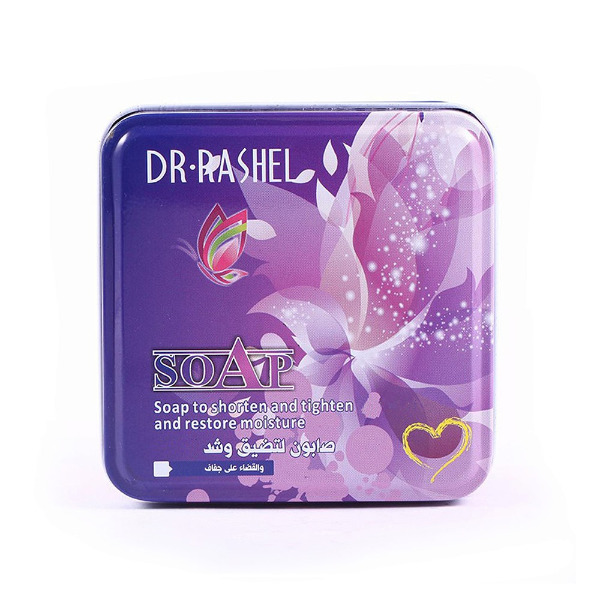 DR·RASHEL
SOAP
Soap to shorten and tighten
and restore moisture
صابون لتضيق وشد
والقضاء على جفاف